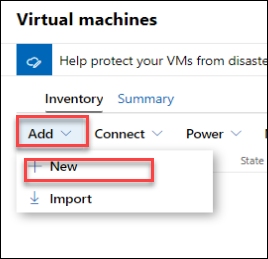 Virtual machines
Help protect your VMs from disaste
Inventory Summary
Add Connect Power
New
State
Import